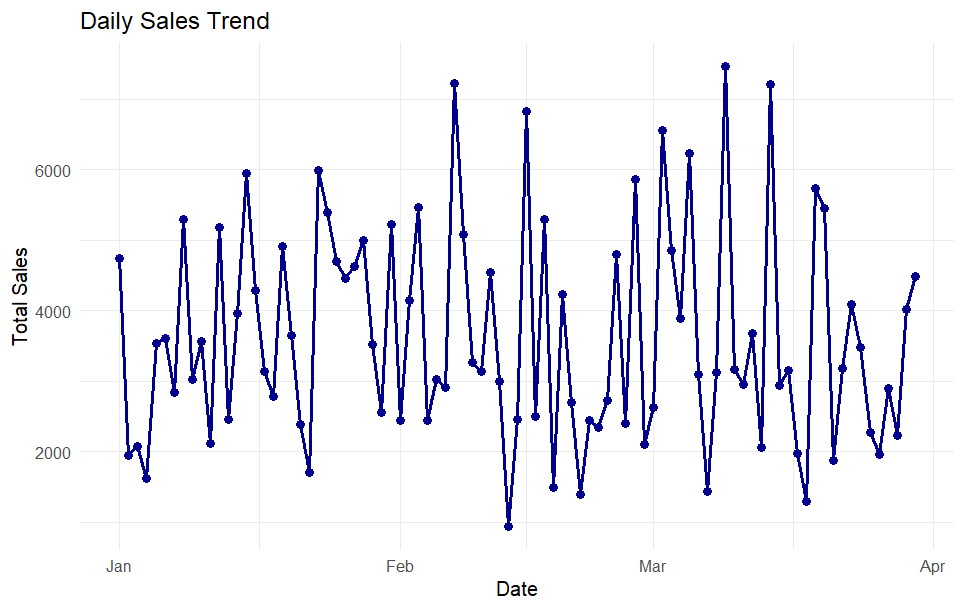 Daily Sales Trend
Total Sales
6000
4000
2000
Jan Feb Mar Apr
Date